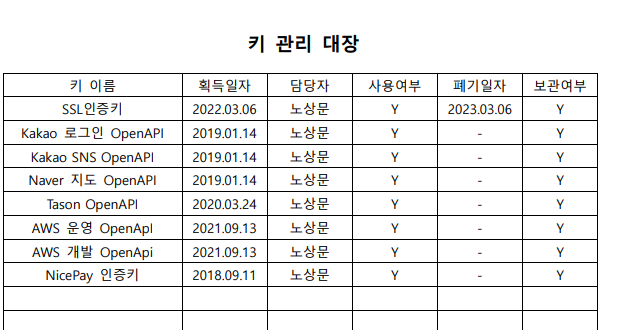 키 관리 대장
키 이름 획득일자 담당자 사용여부 폐기일자 보관여부
SSL인증키 2022.03.06 노상문 Y 2023.03.06 Y
Kakao 로그인 OpenAPI 2019.01.14 노상문 Y - Y
Kakao SNS OpenAPI 2019.01.14 노상문 Y - Y
Naver 지도 OpenAPI 2019.01.14 노상문 Y - Y
Tason OpenAPI 2020.03.24 노상문 Y - Y
AWS 운영 OpenApI 2021.09.13 노상문 Y - Y
AWS 개발 OpenApi 2021.09.13 노상문 Y - Y
NicePay 인증키 2018.09.11 노상문 Y - Y